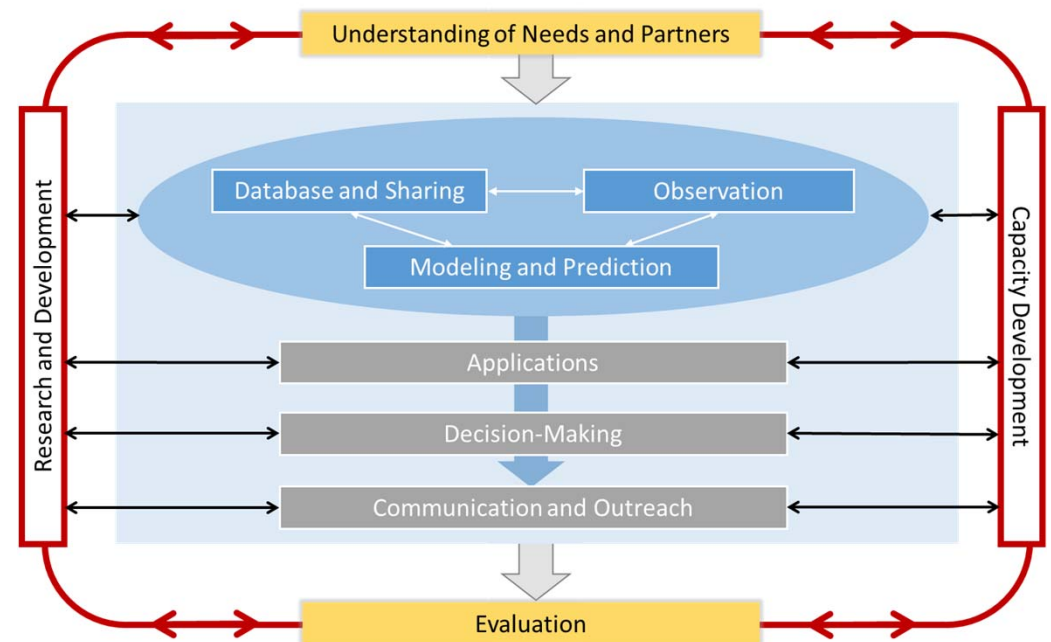 Understanding of Needs and Partners
Database and Sharing
Observation
Modeling and Prediction
Research and Development
Capacity Development
Applications
Decision-Making
Communication and Outreach
Evaluation